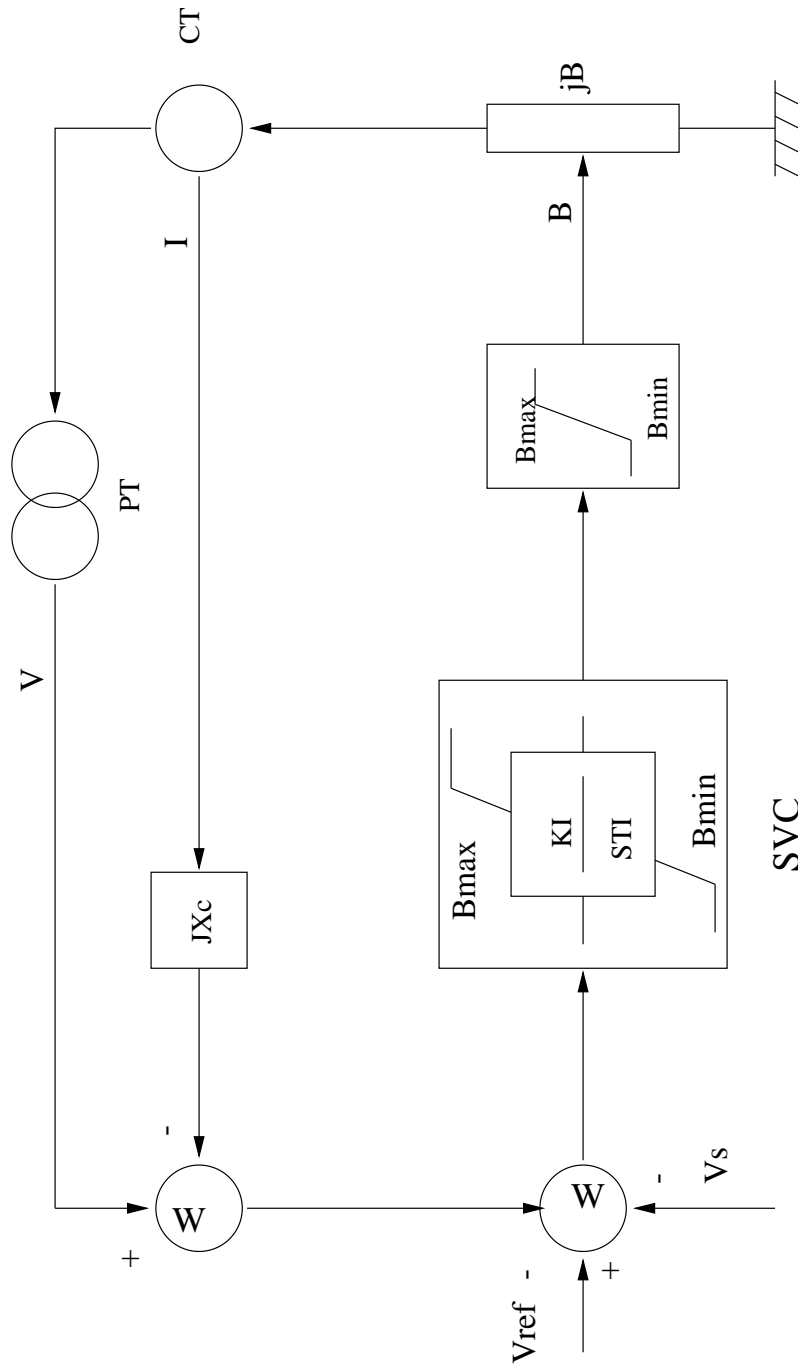 V
PT
+
-
I
CT
Σ
JXc
Bmax
Vref
-
Bmax
KI
B
jB
Σ
+
STI
Bmin
-
Bmin
Vs
SVC